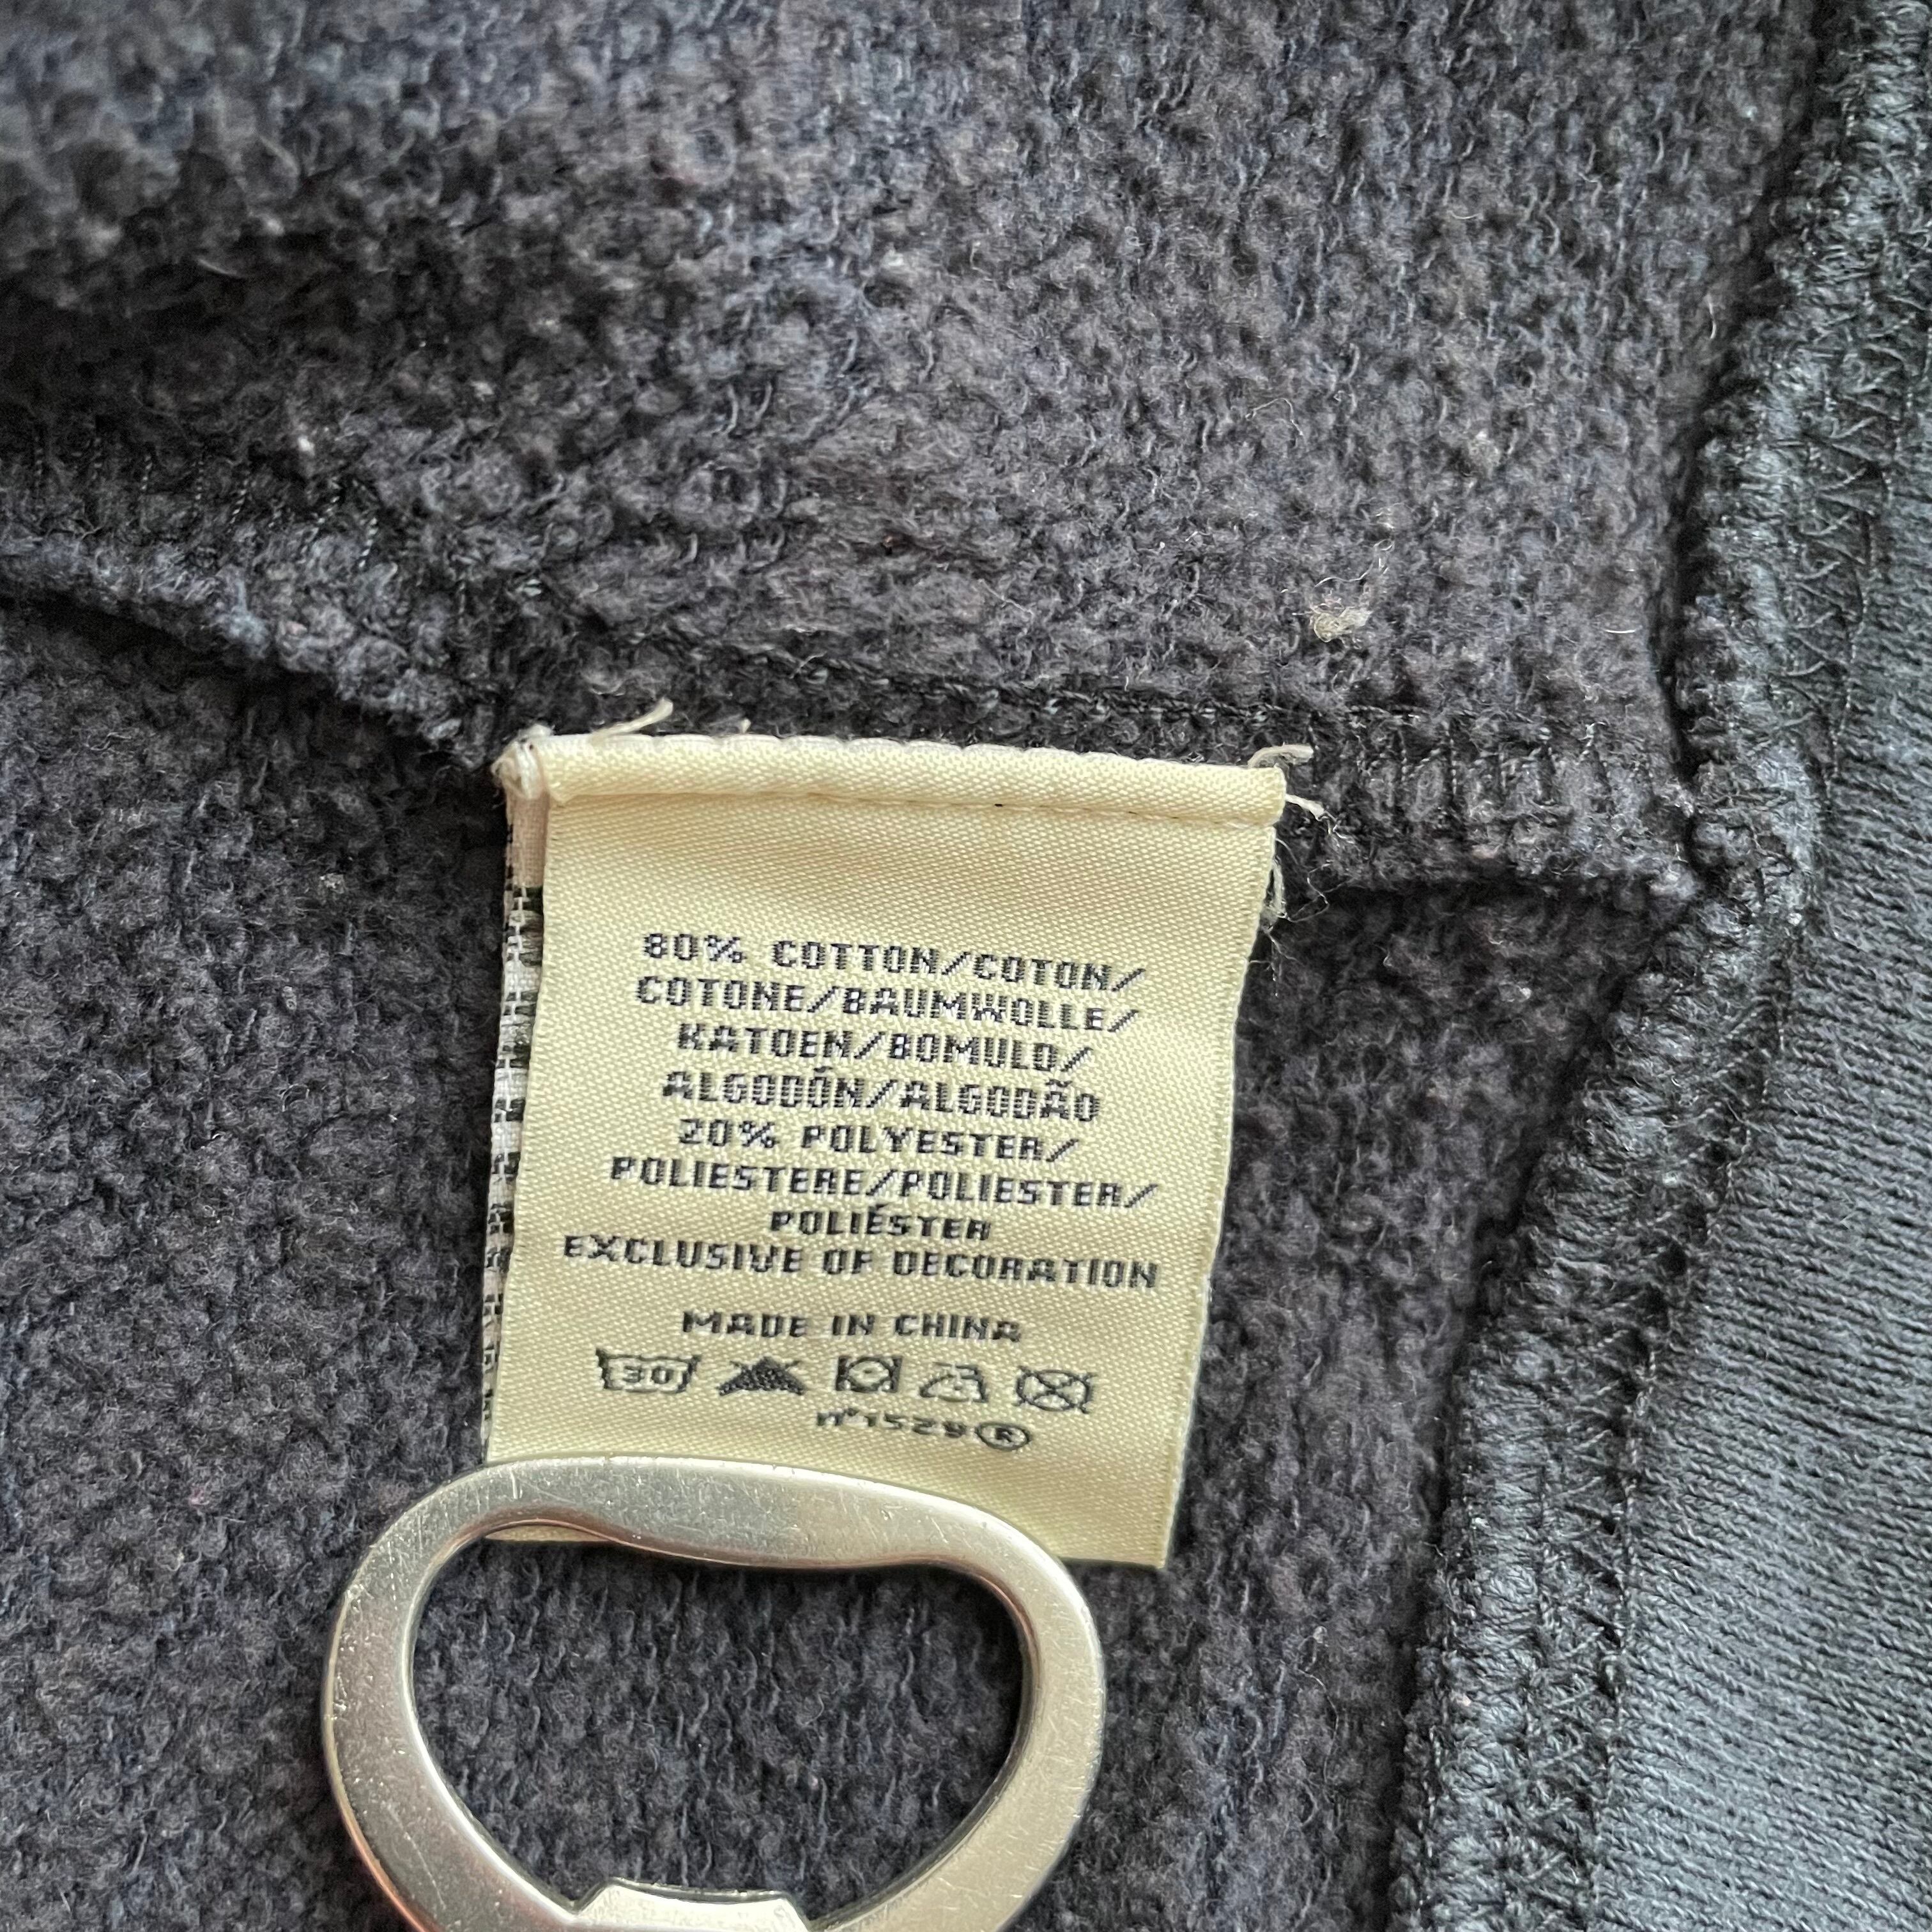 80% COTTON/COTON/
COTONE/BAUMWOLLE/
KATOEN/BOMULD/
ALGODÓN/ALGODÃO
20% POLYESTER/
POLIESTERE/POLIESTER/
POLIÉSTER
EXCLUSIVE OF DECORATION
MADE IN CHINA
30
n°1529®